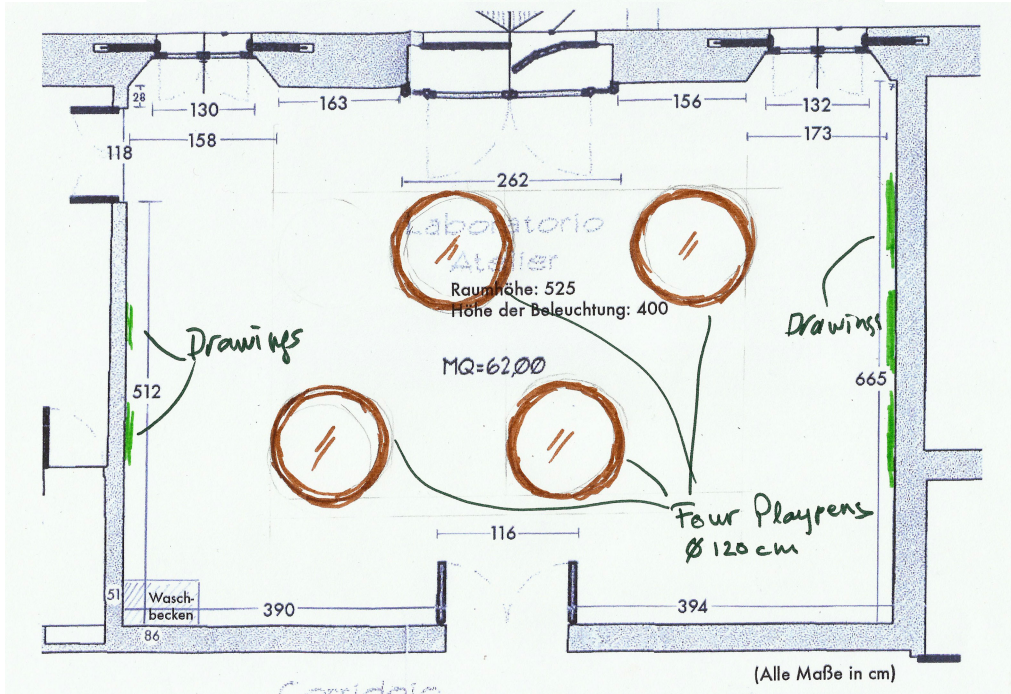 28
130
163
156
132
7
158
173
118
262
Laboratorio
Atelier
Raumhöhe: 525
Höhe der Beleuchtung: 400
Drawings
Drawings
MQ=62,00
512
665
Four Playpens
Ø 120 cm
116
51
Wasch-
becken
390
394
86
(Alle Maße in cm)
Corridoio